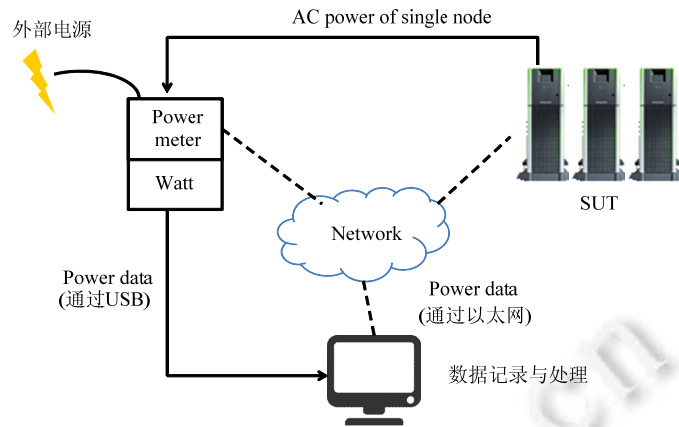 AC power of single node
外部电源
Power
meter
Watt
SUT
Network
Power data
(通过USB)
Power data
(通过以太网)
数据记录与处理